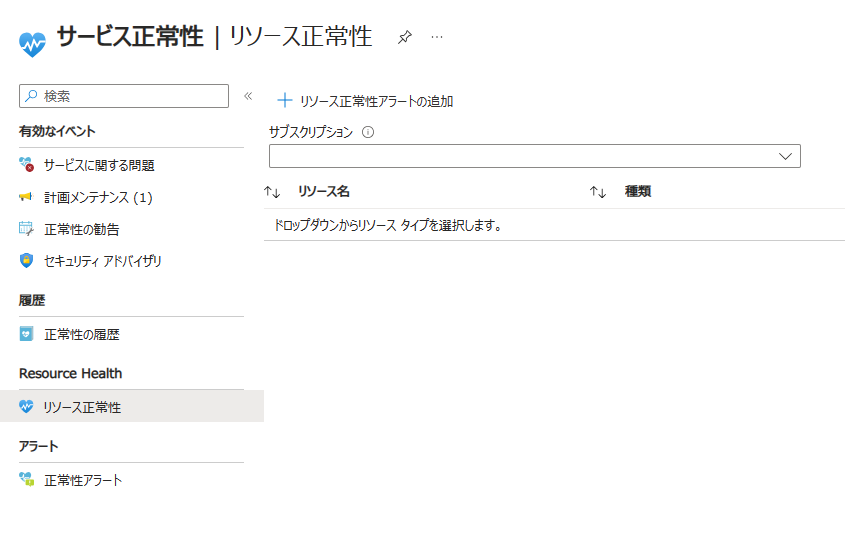 サービス正常性 | リソース正常性
検索
リソース正常性アラートの追加
有効なイベント
サービスに関する問題
計画メンテナンス (1)
正常性の勧告
セキュリティ アドバイザリ
履歴
正常性の履歴
Resource Health
リソース正常性
アラート
正常性アラート
サブスクリプション
リソース名 種類
ドロップダウンからリソース タイプを選択します。